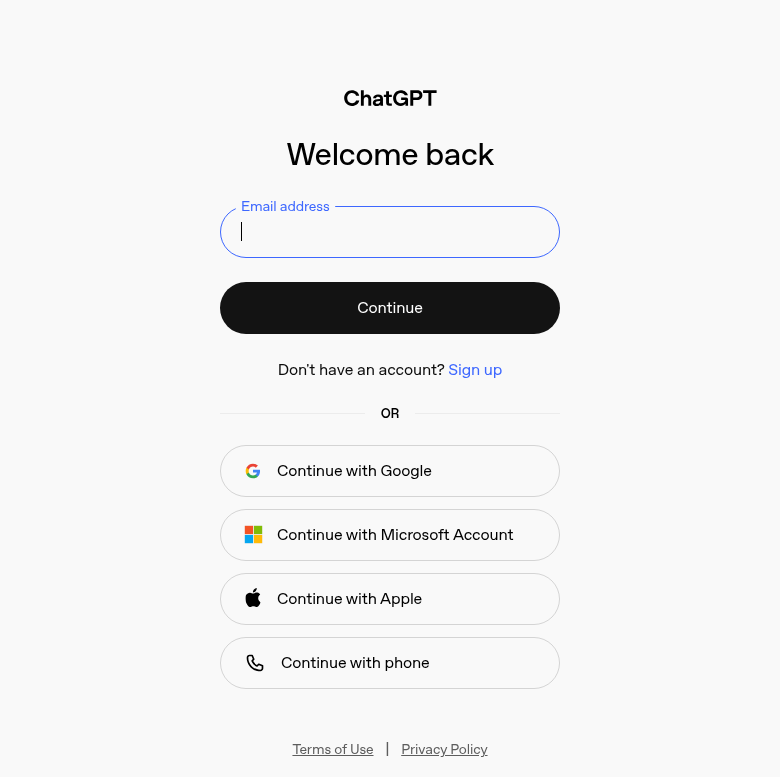 ChatGPT
Welcome back
Email address
Continue
Don't have an account? Sign up
OR
Continue with Google
Continue with Microsoft Account
Continue with Apple
Continue with phone
Terms of Use | Privacy Policy